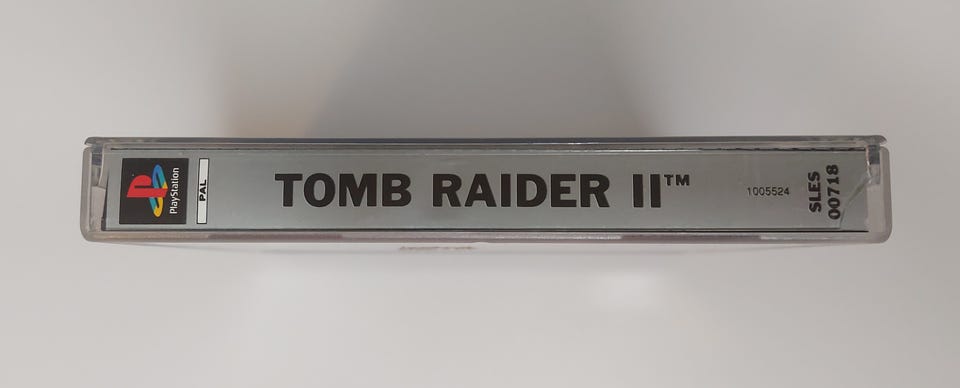 PlayStation
PAL
TOMB RAIDER II™
1005524
SLES
00718